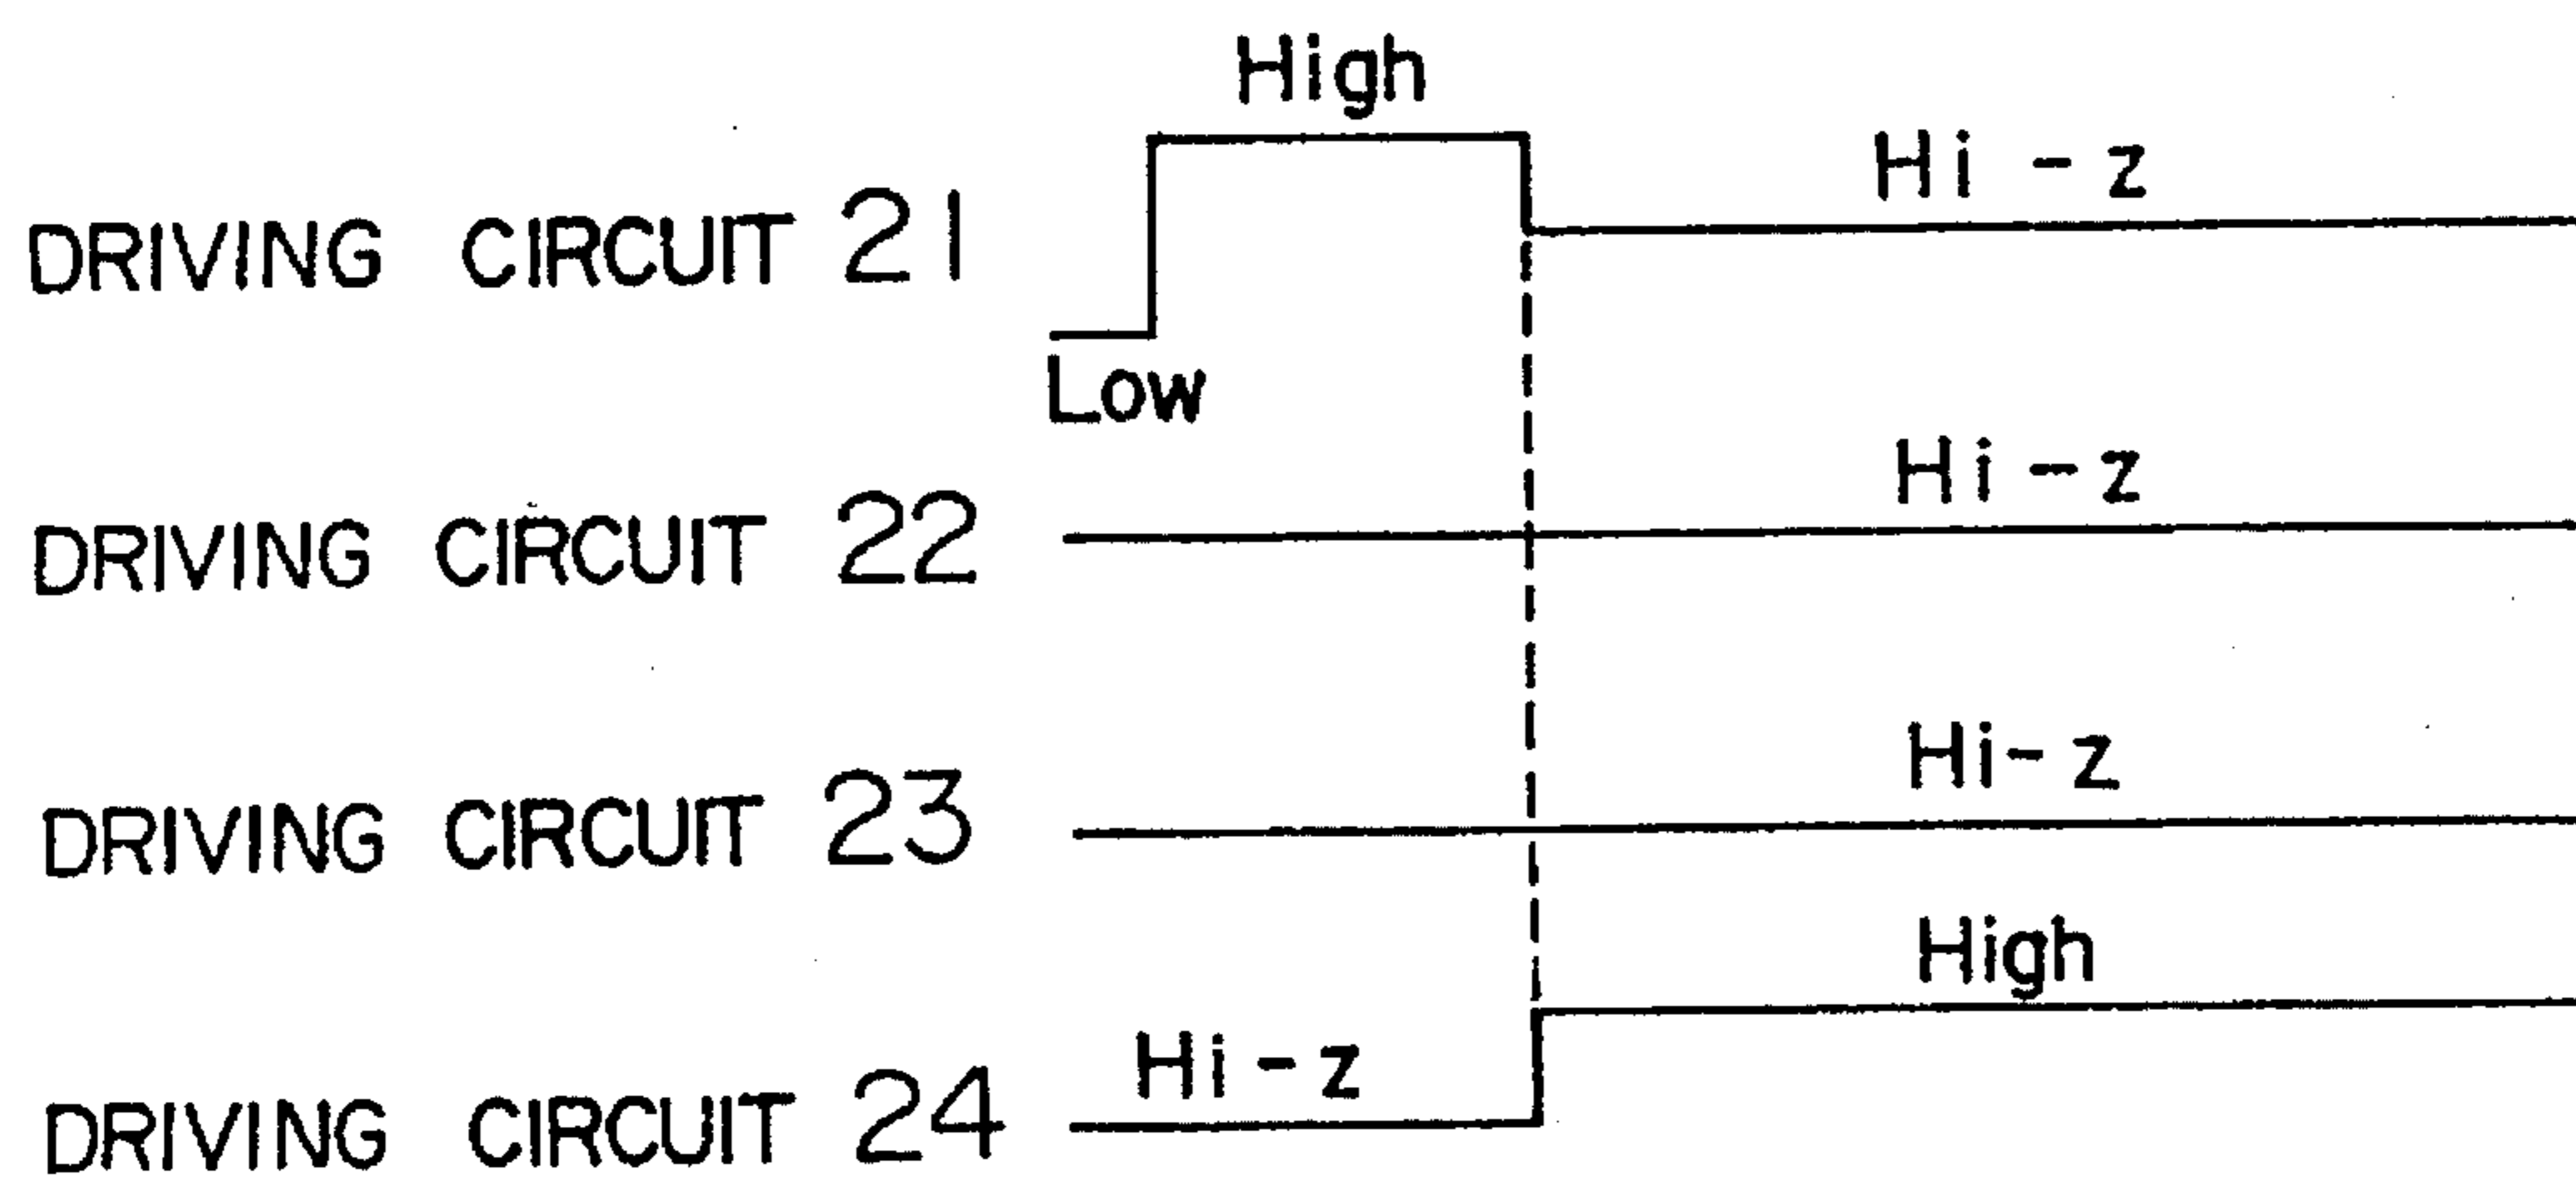 High
Hi - z
DRIVING CIRCUIT 21
Low
Hi - z
DRIVING CIRCUIT 22
Hi - z
DRIVING CIRCUIT 23
High
Hi - z
DRIVING CIRCUIT 24